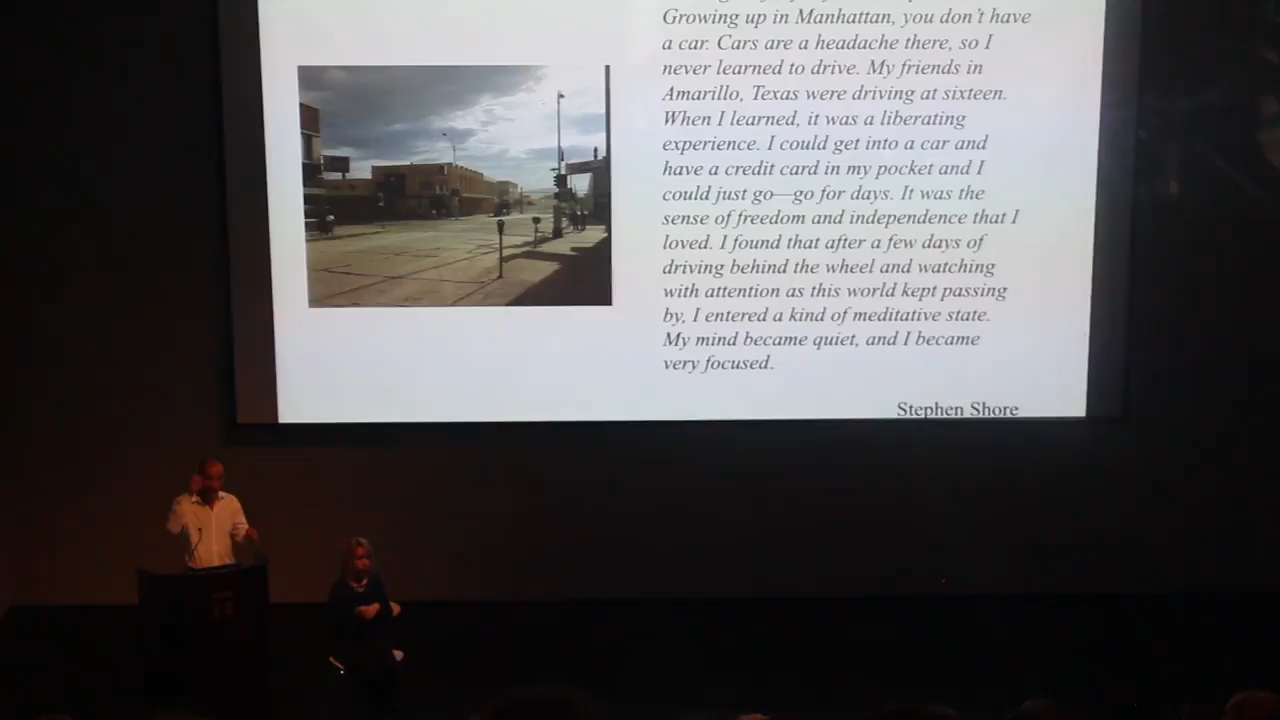 Growing up in Manhattan, you don't have
a car. Cars are a headache there, so I
never learned to drive. My friends in
Amarillo, Texas were driving at sixteen.
When I learned, it was a liberating
experience. I could get into a car and
have a credit card in my pocket and I
could just go—go for days. It was the
sense of freedom and independence that I
loved. I found that after a few days of
driving behind the wheel and watching
with attention as this world kept passing
by, I entered a kind of meditative state.
My mind became quiet, and I became
very focused.
Stephen Shore